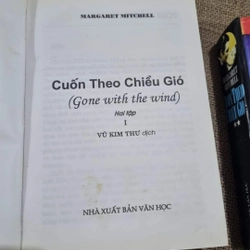 MARGARET MITCHELL
Cuốn Theo Chiều Gió
(Gone with the wind)
Hai tập
I
VŨ KIM THƯ dịch
NHÀ XUẤT BẢN VĂN HỌC